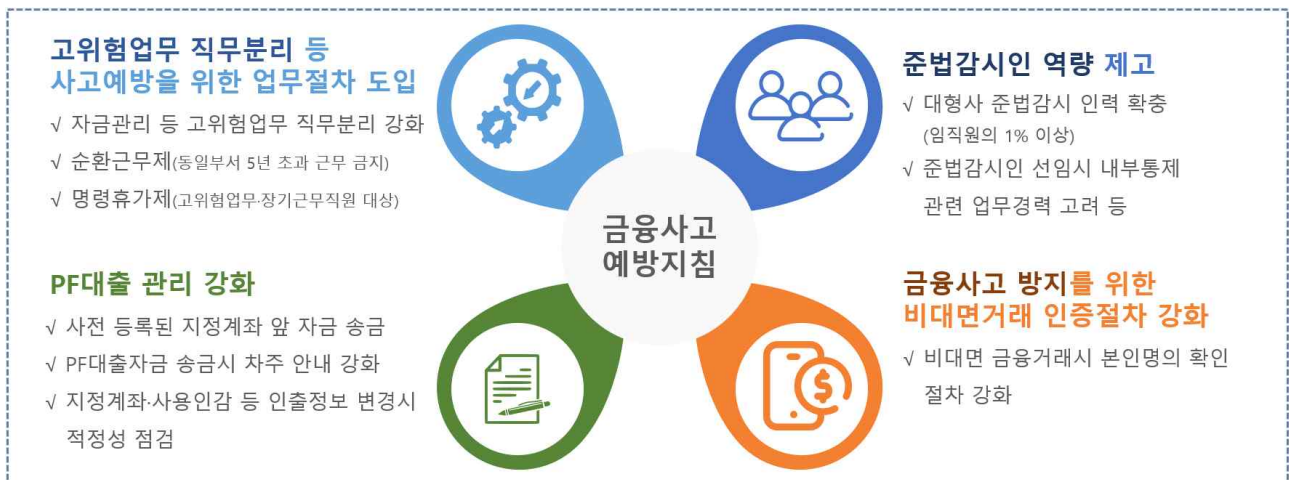 고위험업무 직무분리 등
사고예방을 위한 업무절차 도입
√ 자금관리 등 고위험업무 직무분리 강화
√ 순환근무제(동일부서 5년 초과 근무 금지)
√ 명령휴가제(고위험업무·장기근무직원 대상)
준법감시인 역량 제고
√ 대형사 준법감시 인력 확충
(임직원의 1% 이상)
√ 준법감시인 선임시 내부통제
관련 업무경력 고려 등
금융사고
예방지침
PF대출 관리 강화
√ 사전 등록된 지정계좌 앞 자금 송금
√ PF대출자금 송금시 차주 안내 강화
√ 지정계좌·사용인감 등 인출정보 변경시
적정성 점검
금융사고 방지를 위한
비대면거래 인증절차 강화
√ 비대면 금융거래시 본인명의 확인
절차 강화
$